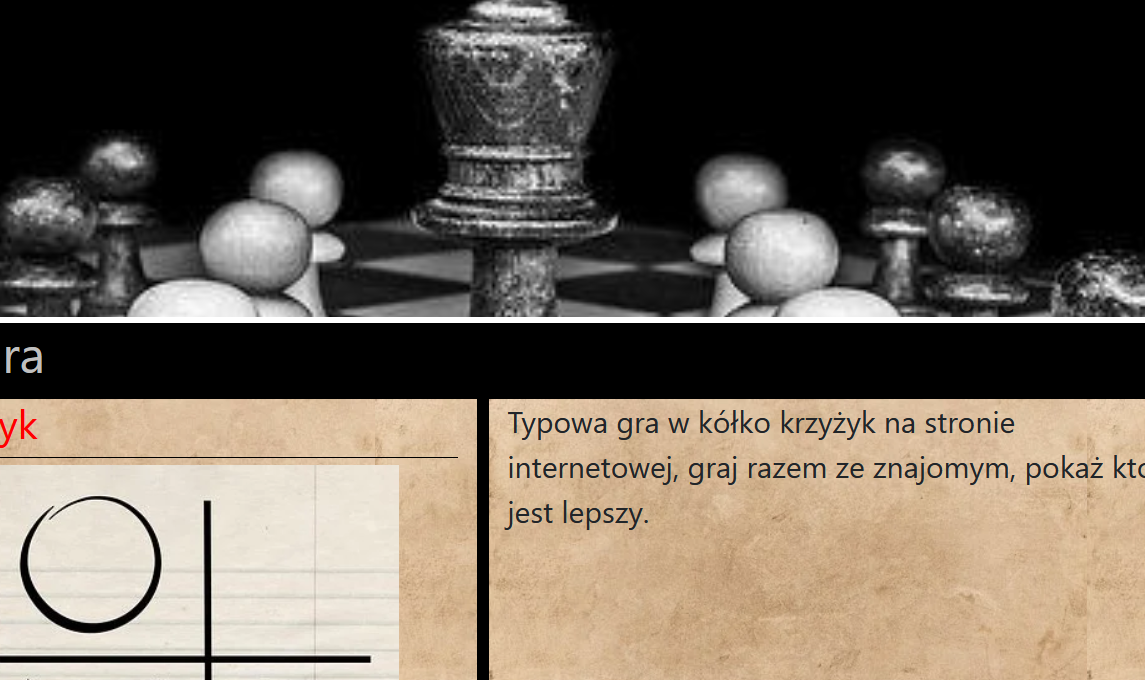 ra
yk
Typowa gra w kółko krzyżyk na stronie
internetowej, graj razem ze znajomym, pokaż kto
jest lepszy.